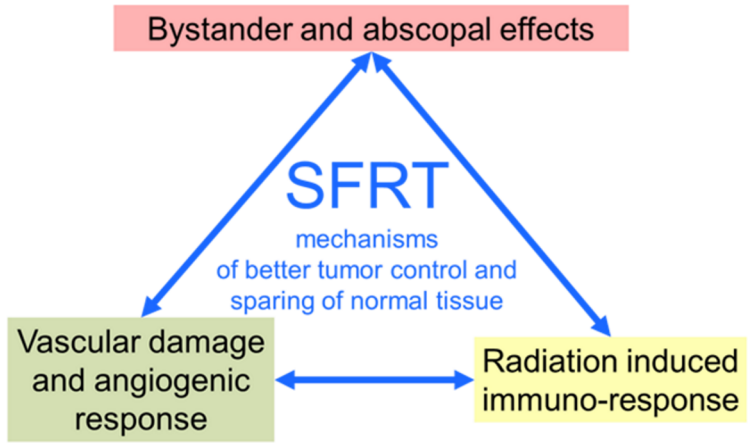 Bystander and abscopal effects
SFRT
mechanisms
of better tumor control and
sparing of normal tissue
Vascular damage
and angiogenic
response
Radiation induced
immuno-response